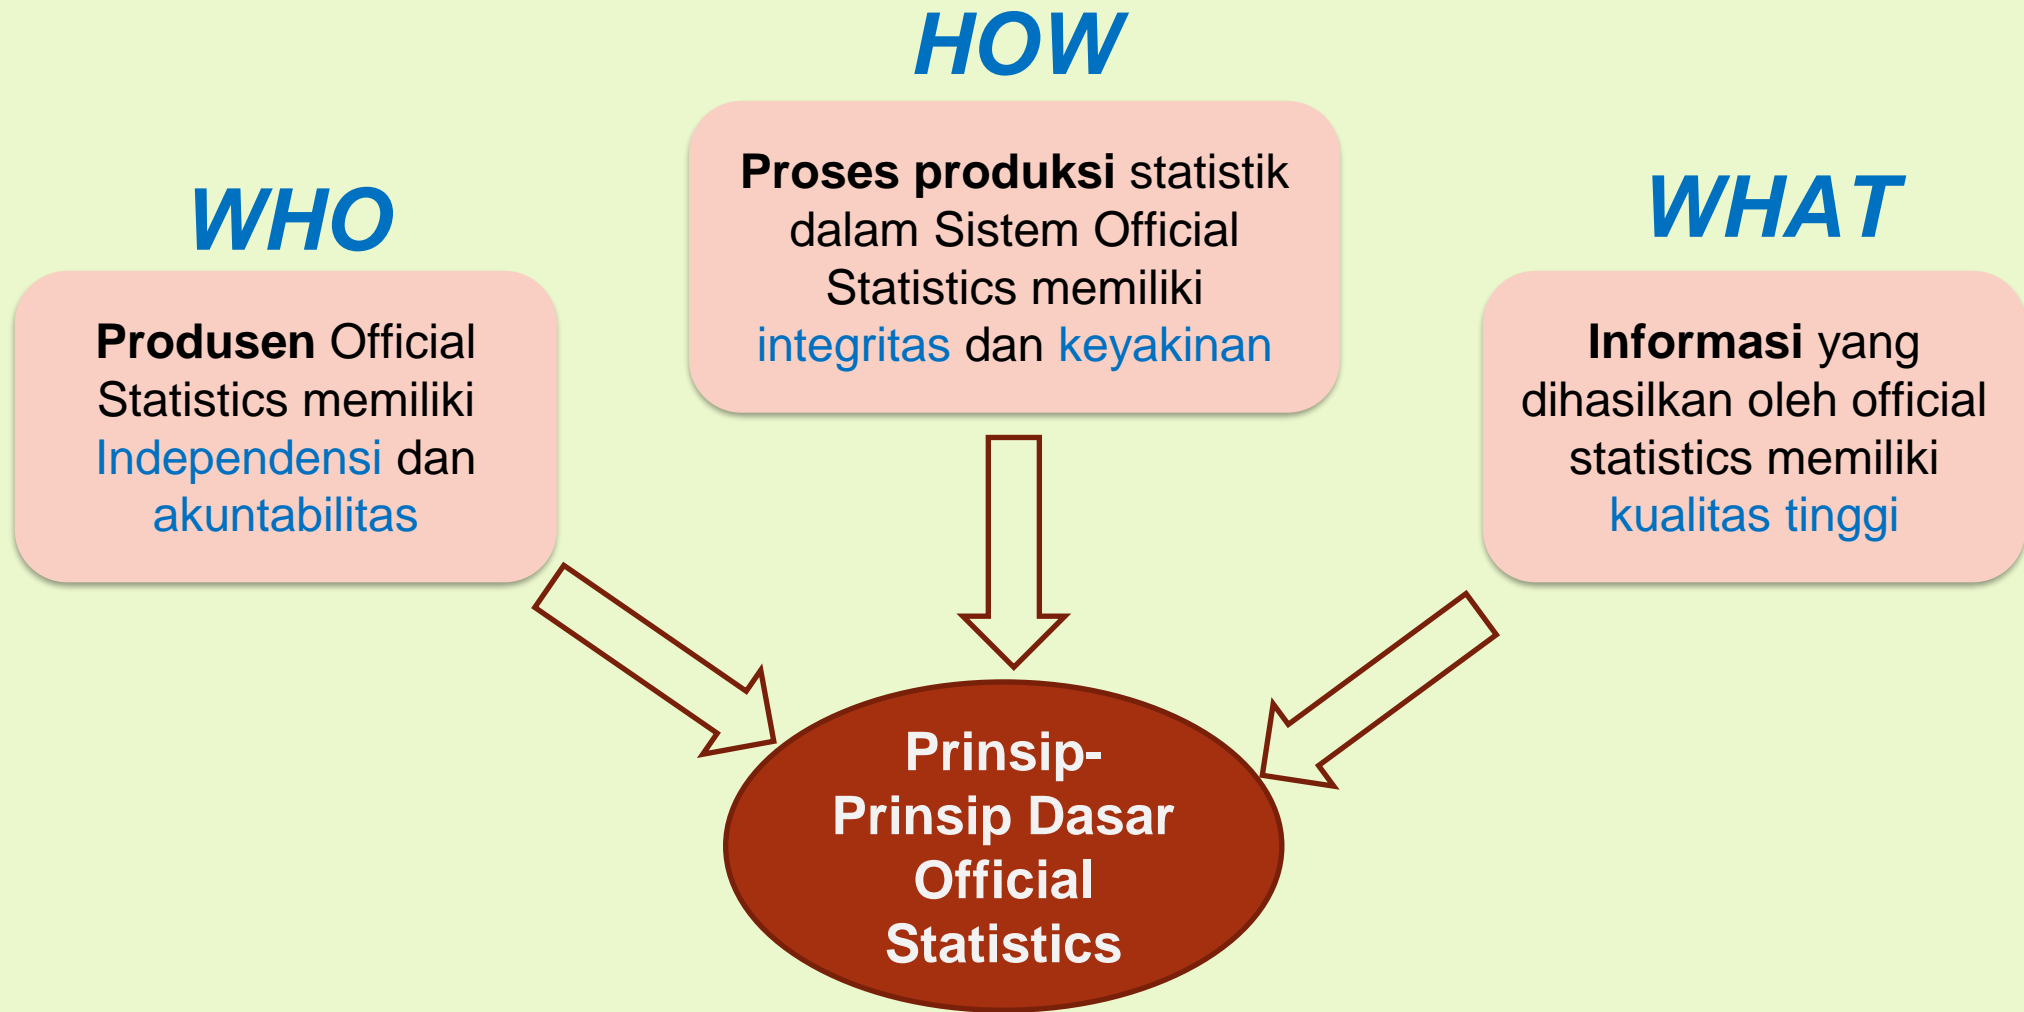 HOW
Proses produksi statistik
dalam Sistem Official
Statistics memiliki
integritas dan keyakinan
WHO
Produsen Official
Statistics memiliki
Independensi dan
akuntabilitas
WHAT
Informasi yang
dihasilkan oleh official
statistics memiliki
kualitas tinggi
Prinsip-
Prinsip Dasar
Official
Statistics